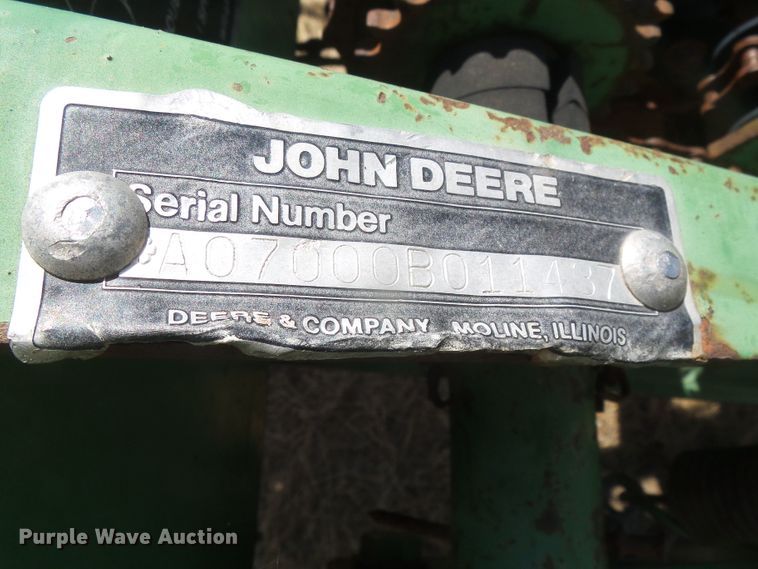 JOHN DEERE
Serial Number
*A07000B011437
DEERE & COMPANY MOLINE, ILLINOIS
Purple Wave Auction